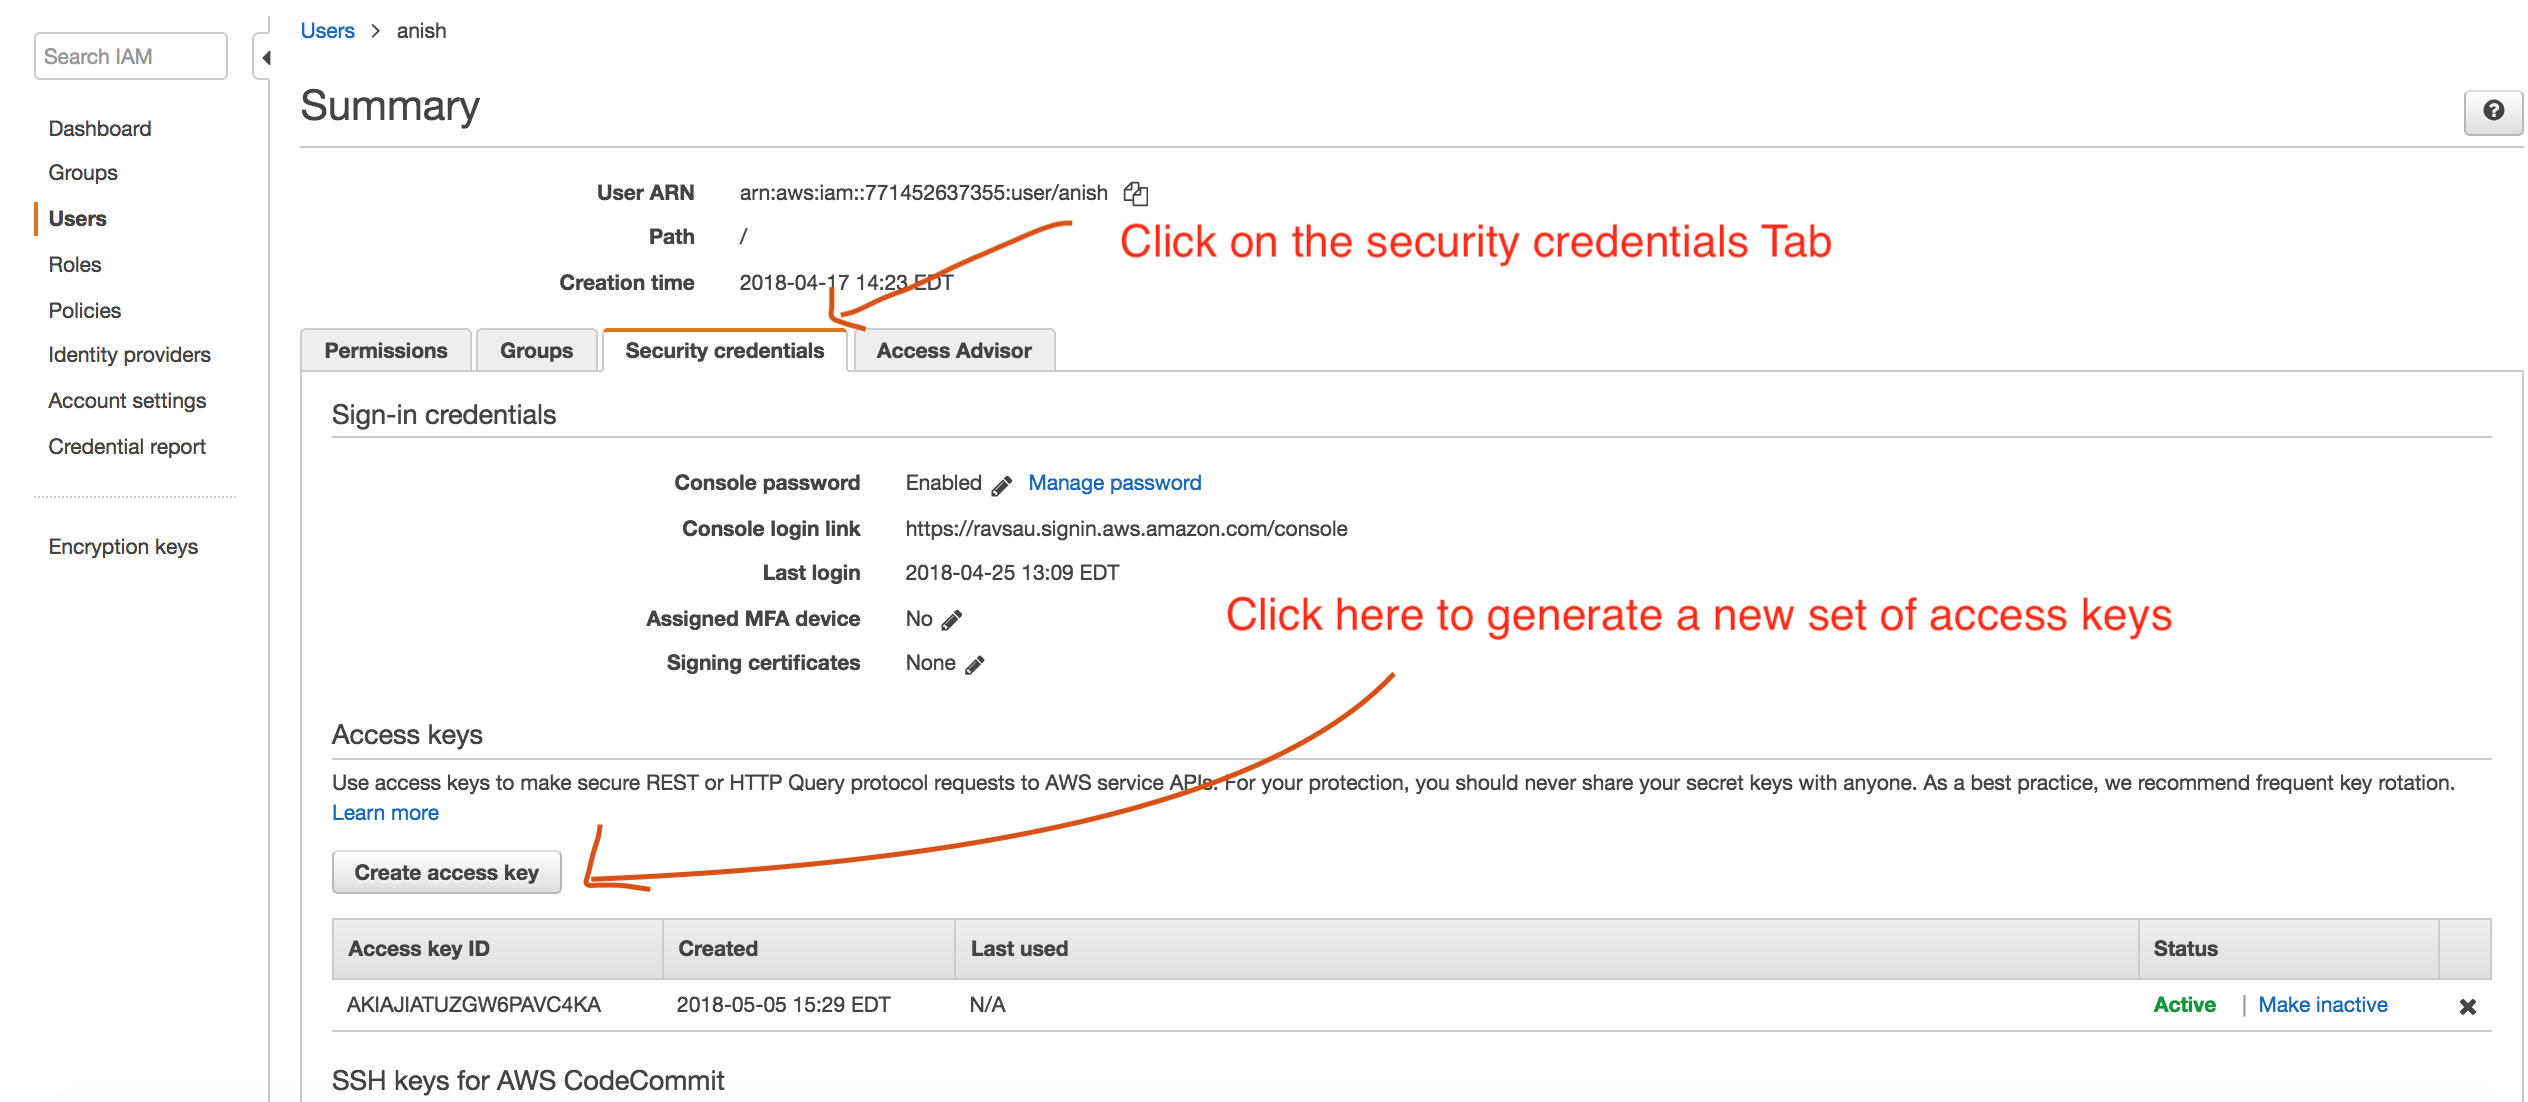 Search IAM
Dashboard
Groups
Users
Roles
Policies
Identity providers
Account settings
Credential report
Encryption keys
Users > anish
Summary
User ARN arn:aws:iam::771452637355:user/anish
Path /
Click on the security credentials Tab
Creation time 2018-04-17 14:23 EDT
Permissions Groups Security credentials Access Advisor
Sign-in credentials
Console password Enabled Manage password
Console login link https://ravsau.signin.aws.amazon.com/console
Last login 2018-04-25 13:09 EDT
Assigned MFA device No
Click here to generate a new set of access keys
Signing certificates None
Access keys
Use access keys to make secure REST or HTTP Query protocol requests to AWS service APIs. For your protection, you should never share your secret keys with anyone. As a best practice, we recommend frequent key rotation.
Learn more
Create access key
Access key ID Created Last used Status
AKIAJIATUZGW6PAVC4KA 2018-05-05 15:29 EDT N/A Active | Make inactive
SSH keys for AWS CodeCommit